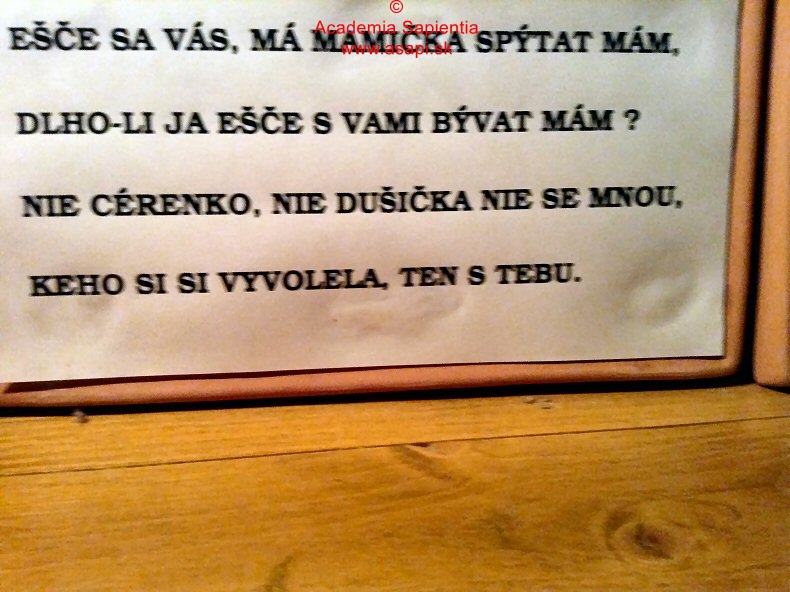 ©
Academia Sapientia
www.asapi.sk
EŠČE SA VÁS, MÁ MAMIČKA SPÝTAT MÁM,
DLHO-LI JA EŠČE S VAMI BÝVAT MÁM ?
NIE CÉRENKO, NIE DUŠIČKA NIE SE MNOU,
KEHO SI SI VYVOLELA, TEN S TEBU.